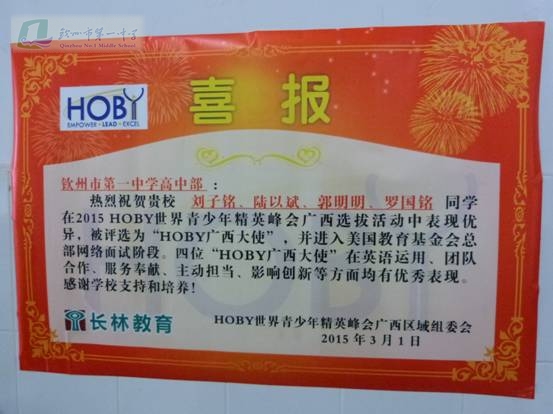 钦州市第一中学
Qinzhou No.1 Middle School
HOBY
EMPOWER · LEAD · EXCEL
喜报
钦州市第一中学高中部：
热烈祝贺贵校 刘子铭、陆以斌、郭明明、罗国铭 同学
在2015 HOBY世界青少年精英峰会广西选拔活动中表现优
异，被评选为“HOBY广西大使”，并进入美国教育基金会总
部网络面试阶段。四位“HOBY广西大使”在英语运用、团队
合作、服务奉献、主动担当、影响创新等方面均有优秀表现。
感谢学校支持和培养！
长林教育
HOBY世界青少年精英峰会广西区域组委会
2015 年 3 月 1 日